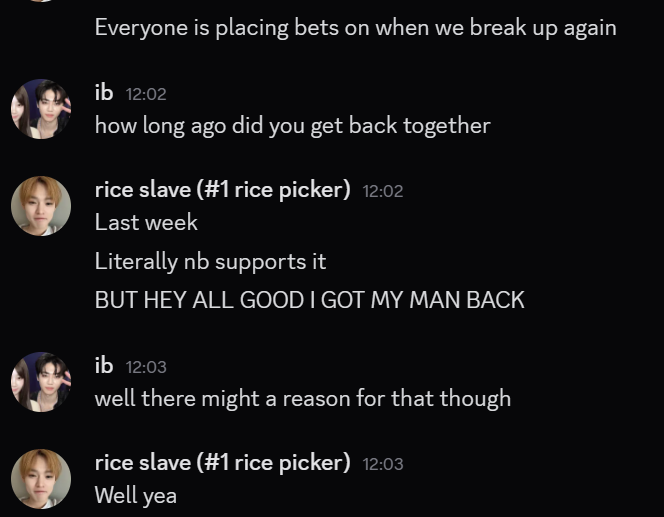 Everyone is placing bets on when we break up again
ib 12:02
how long ago did you get back together
rice slave (#1 rice picker) 12:02
Last week
Literally nb supports it
BUT HEY ALL GOOD I GOT MY MAN BACK
ib 12:03
well there might a reason for that though
rice slave (#1 rice picker) 12:03
Well yea